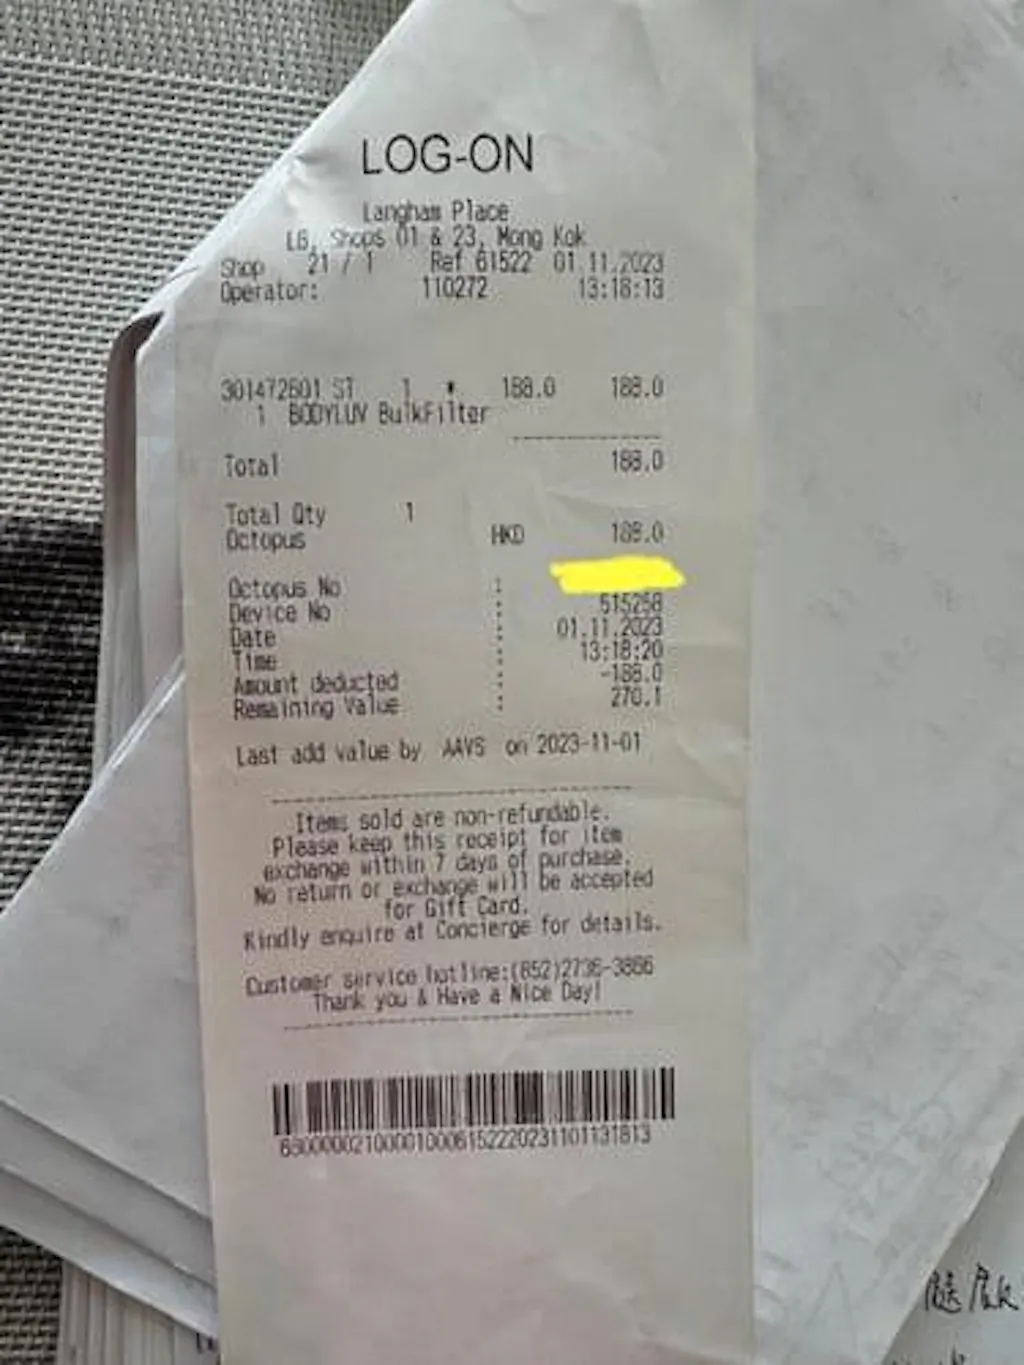 LOG-ON
Langham Place
LG, Shops 01 & 23, Mong Kok
Shop 21 / 1 Ref 61522 01.11.2023
Operator: 110272 13:18:13
301472601 ST 1 * 188.0 188.0
1 BODYLUV BulkFilter
Total 188.0
Total Qty 1
Octopus HKD 188.0
Octopus No :
Device No : 515258
Date : 01.11.2023
Time : 13:18:20
Amount deducted : -188.0
Remaining Value : 270.1
Last add value by AAVS on 2023-11-01
Items sold are non-refundable.
Please keep this receipt for item
exchange within 7 days of purchase.
No return or exchange will be accepted
for Gift Card.
Kindly enquire at Concierge for details.
Customer service hotline:(852)2736-3866
Thank you & Have a Nice Day!